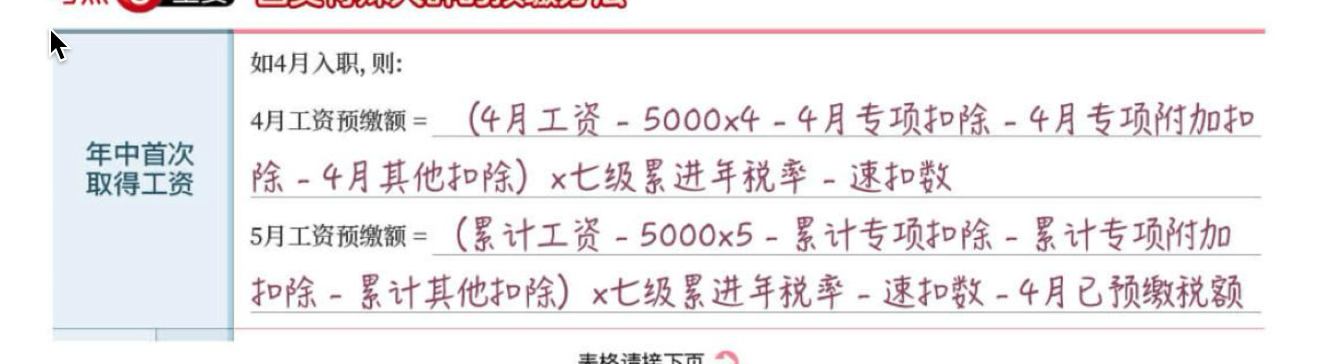 年中首次
取得工资
如4月入职,则:
4月工资预缴额 = (4月工资 - 5000x4 - 4月专项扣除 - 4月专项附加扣
除 - 4月其他扣除) x七级累进年税率 - 速扣数
5月工资预缴额 = (累计工资 - 5000x5 - 累计专项扣除 - 累计专项附加
扣除 - 累计其他扣除) x七级累进年税率 - 速扣数 - 4月已预缴税额
表格请接下页